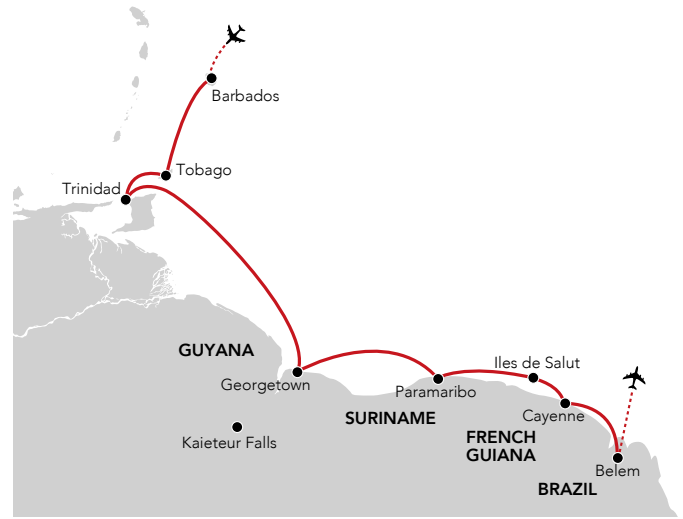 Barbados
Tobago
Trinidad
GUYANA
Georgetown
Iles de Salut
Paramaribo
SURINAME
Cayenne
Kaieteur Falls
FRENCH
GUIANA
Belem
BRAZIL